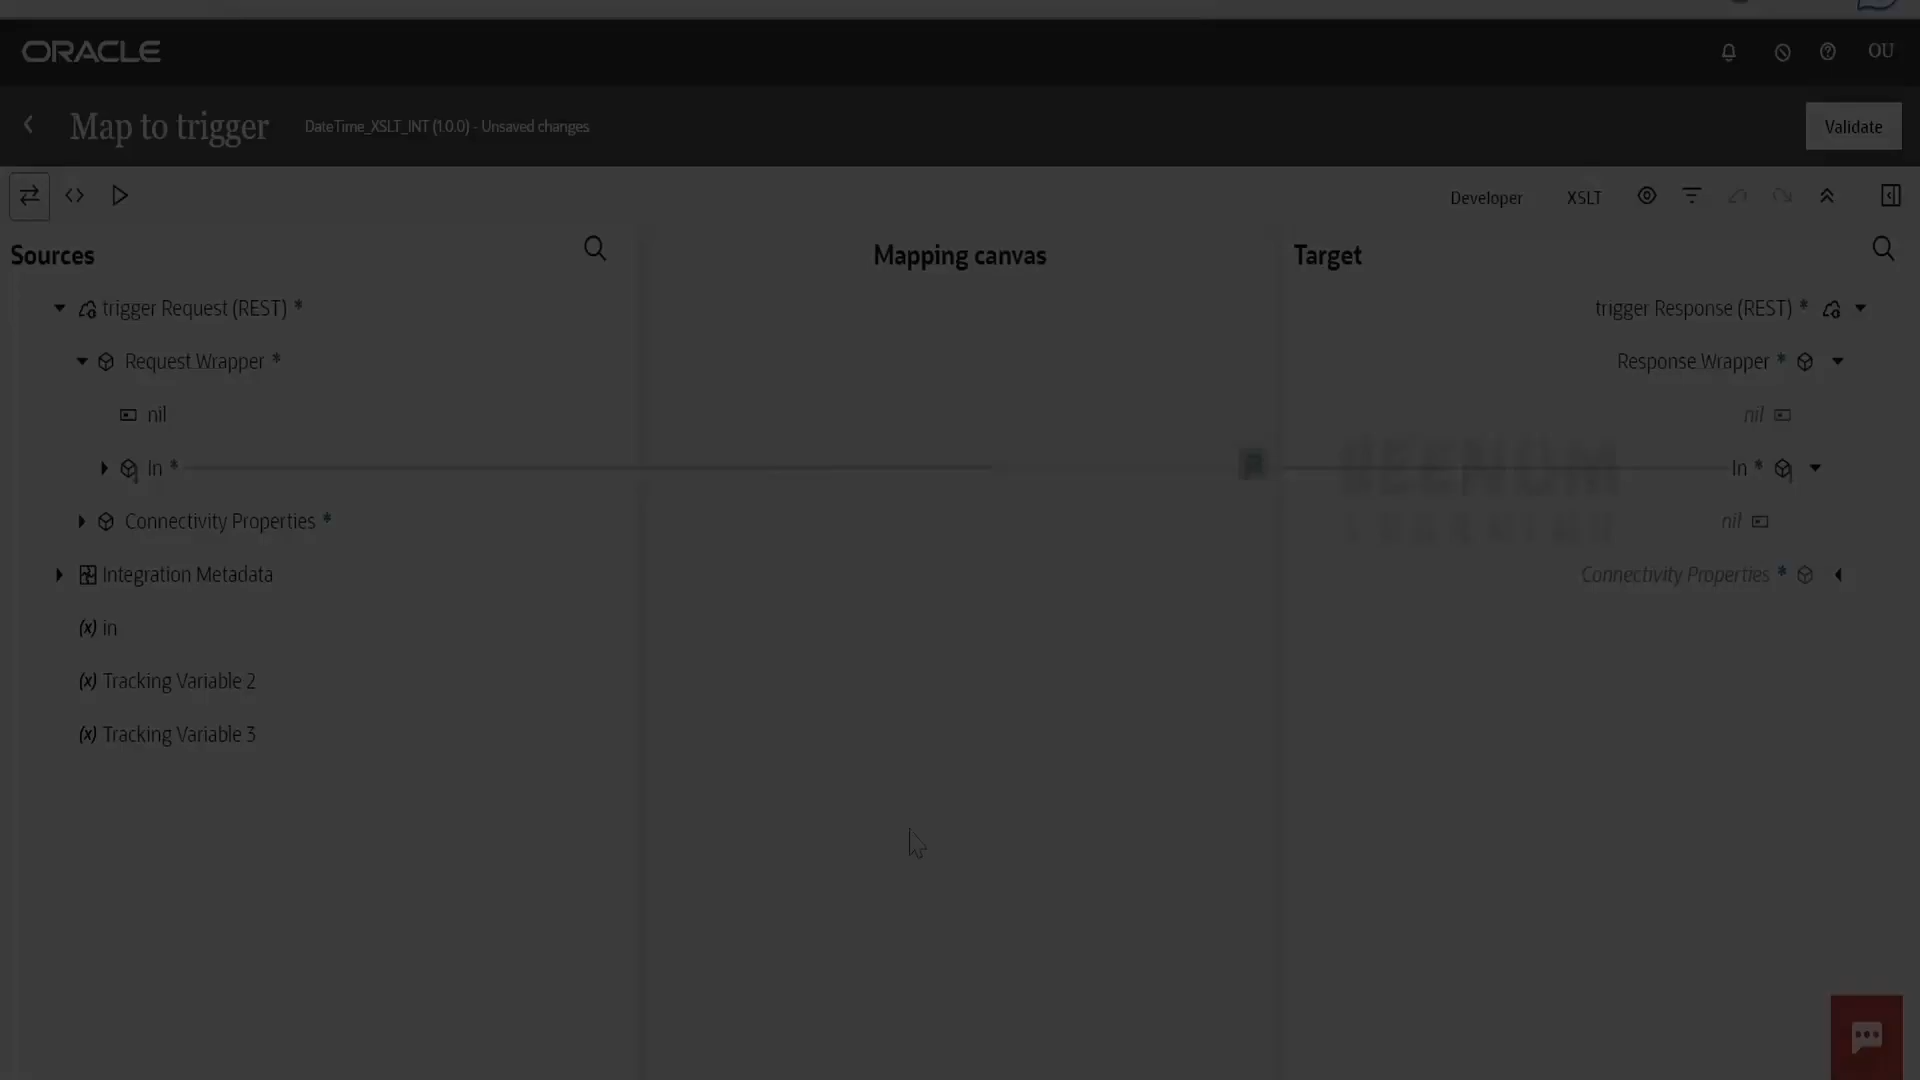 ORACLE
OU
Map to trigger
DateTime_XSLT_INT (1.0.0) - Unsaved changes
Validate
Developer
XSLT
Sources
Mapping canvas
Target
trigger Request (REST) *
trigger Response (REST) *
Request Wrapper *
Response Wrapper *
nil
nil
In *
In *
Connectivity Properties *
nil
Integration Metadata
Connectivity Properties *
(x) in
(x) Tracking Variable 2
(x) Tracking Variable 3